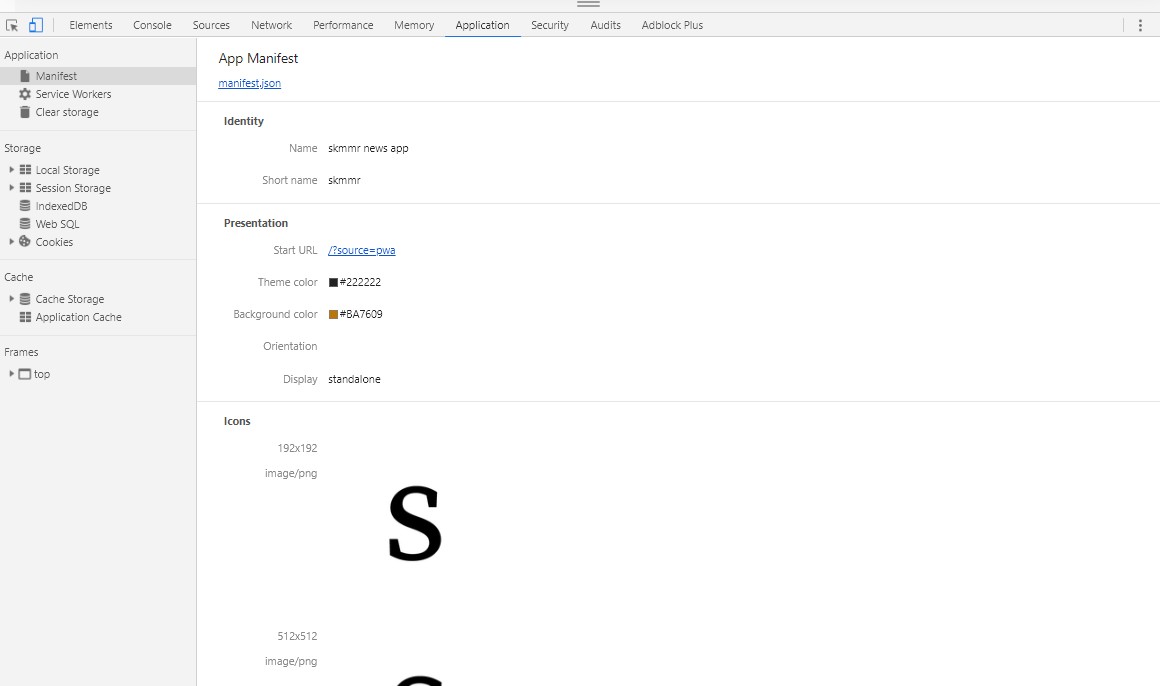 Elements Console Sources Network Performance Memory Application Security Audits Adblock Plus
Application
Manifest
Service Workers
Clear storage
Storage
Local Storage
Session Storage
IndexedDB
Web SQL
Cookies
Cache
Cache Storage
Application Cache
Frames
top
App Manifest
manifest.json
Identity
Name skmmr news app
Short name skmmr
Presentation
Start URL /?source=pwa
Theme color #222222
Background color #BA7609
Orientation
Display standalone
Icons
192x192
image/png
s
512x512
image/png
s